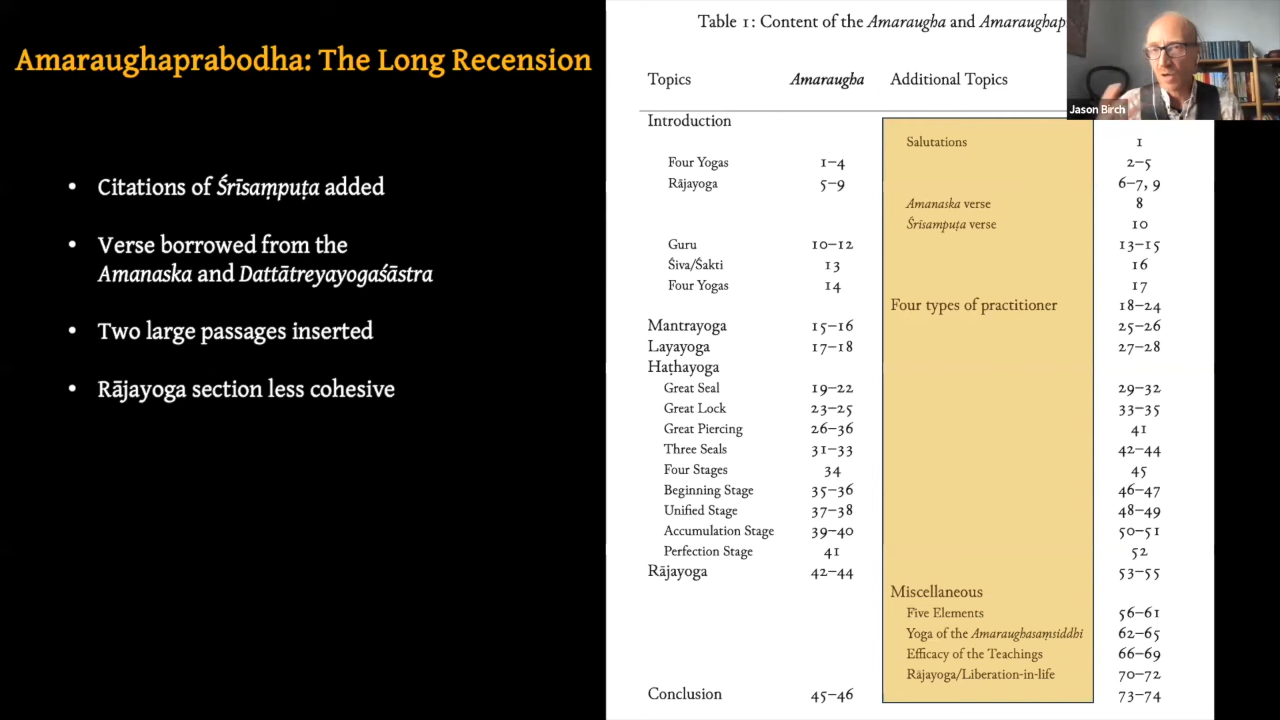 Amaraughaprabodha: The Long Recension
• Citations of Śrīsaṃpuṭa added
• Verse borrowed from the
Amanaska and Dattātreyayogaśāstra
• Two large passages inserted
• Rājayoga section less cohesive
Table 1: Content of the Amaraugha and Amaraughap
Topics Amaraugha Additional Topics
Introduction
Salutations 1
Four Yogas 1–4 2–5
Rājayoga 5–9 6–7, 9
Amanaska verse 8
Śrīsampuṭa verse 10
Guru 10–12 13–15
Śiva/Śakti 13 16
Four Yogas 14 17
Four types of practitioner 18–24
Mantrayoga 15–16 25–26
Layayoga 17–18 27–28
Haṭhayoga
Great Seal 19–22 29–32
Great Lock 23–25 33–35
Great Piercing 26–36 41
Three Seals 31–33 42–44
Four Stages 34 45
Beginning Stage 35–36 46–47
Unified Stage 37–38 48–49
Accumulation Stage 39–40 50–51
Perfection Stage 41 52
Rājayoga 42–44 53–55
Miscellaneous
Five Elements 56–61
Yoga of the Amaraughasaṃsiddhi 62–65
Efficacy of the Teachings 66–69
Rājayoga/Liberation-in-life 70–72
Conclusion 45–46 73–74
Jason Birch